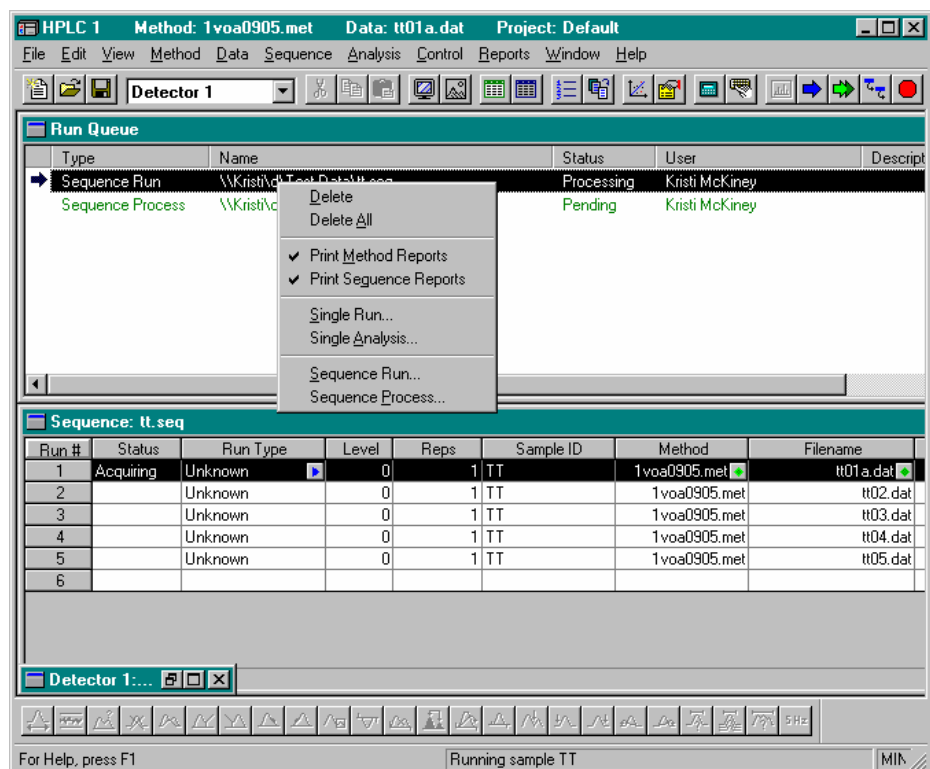 HPLC 1 Method: 1voa0905.met Data: tt01a.dat Project: Default
File Edit View Method Data Sequence Analysis Control Reports Window Help
Detector 1
Run Queue
Type Name Status User Descript
Sequence Run \\Kristi\d\Test Data\tt.seq Processing Kristi McKiney
Sequence Process \\Kristi\d Pending Kristi McKiney
Delete
Delete All
Print Method Reports
Print Sequence Reports
Single Run...
Single Analysis...
Sequence Run...
Sequence Process...
Sequence: tt.seq
Run # Status Run Type Level Reps Sample ID Method Filename
1 Acquiring Unknown 0 1 TT 1voa0905.met tt01a.dat
2 Unknown 0 1 TT 1voa0905.met tt02.dat
3 Unknown 0 1 TT 1voa0905.met tt03.dat
4 Unknown 0 1 TT 1voa0905.met tt04.dat
5 Unknown 0 1 TT 1voa0905.met tt05.dat
6
Detector 1:...
5 Hz
For Help, press F1 Running sample TT MIN